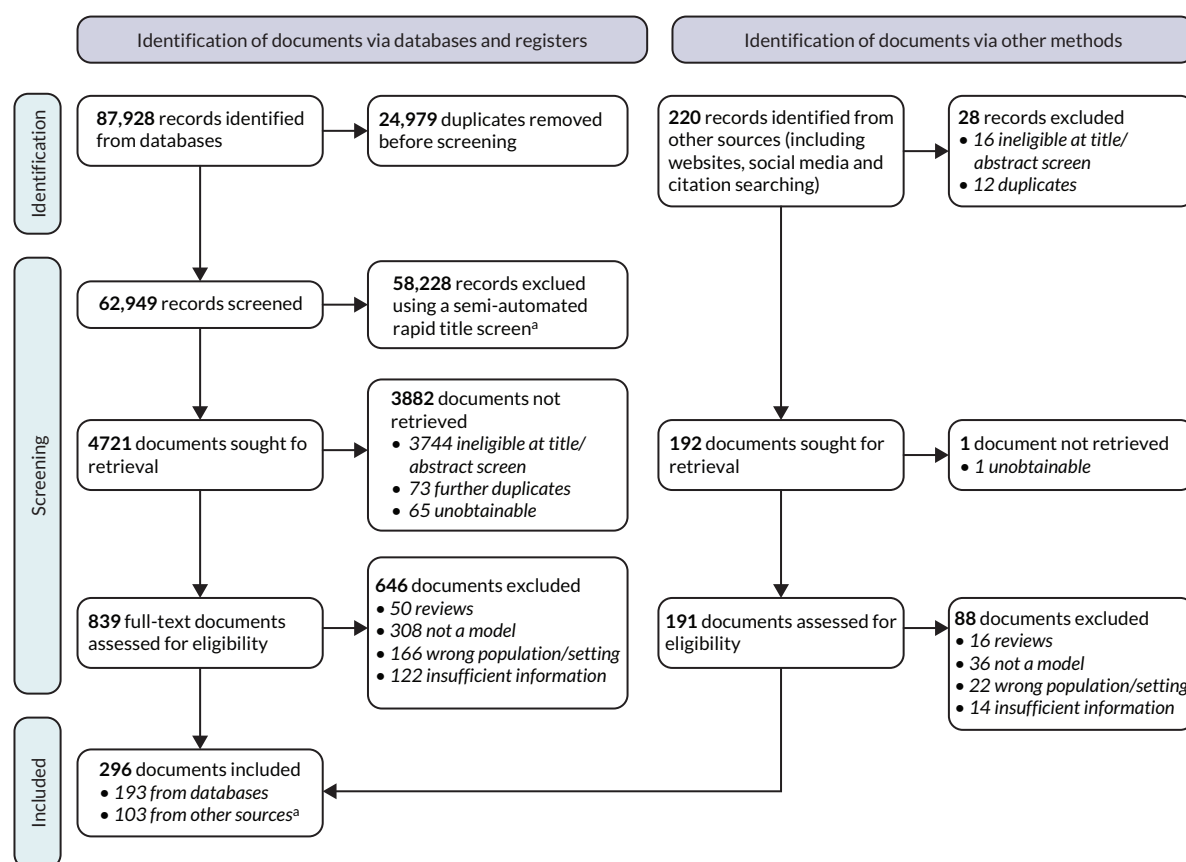 Identification of documents via databases and registers
Identification of documents via other methods
Identification
87,928 records identified
from databases
24,979 duplicates removed
before screening
220 records identified from
other sources (including
websites, social media and
citation searching)
28 records excluded
• 16 ineligible at title/
abstract screen
• 12 duplicates
Screening
62,949 records screened
58,228 records exclued
using a semi-automated
rapid title screenª
4721 documents sought fo
retrieval
3882 documents not
retrieved
• 3744 ineligible at title/
abstract screen
• 73 further duplicates
• 65 unobtainable
192 documents sought for
retrieval
1 document not retrieved
• 1 unobtainable
839 full-text documents
assessed for eligibility
646 documents excluded
• 50 reviews
• 308 not a model
• 166 wrong population/setting
• 122 insufficient information
191 documents assessed for
eligibility
88 documents excluded
• 16 reviews
• 36 not a model
• 22 wrong population/setting
• 14 insufficient information
Included
296 documents included
• 193 from databases
• 103 from other sourcesª